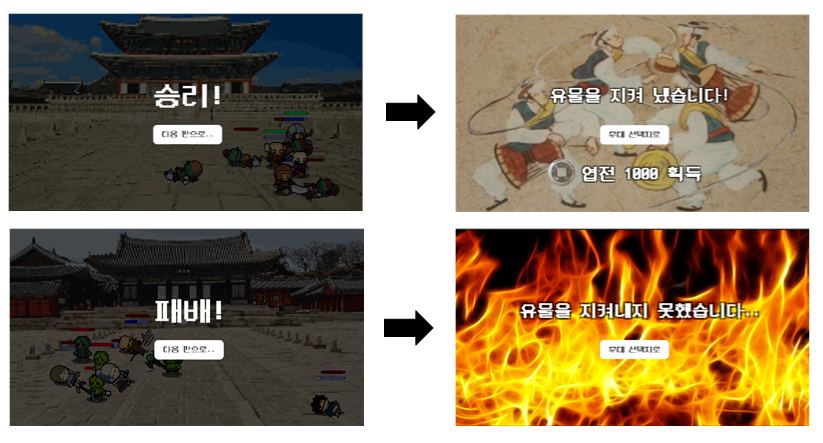 승리!
다음 판으로..
유물을 지켜 냈습니다!
무대 선택지로
엽전 1000 획득
패배!
다음 판으로..
유물을 지켜내지 못했습니다..
무대 선택지로